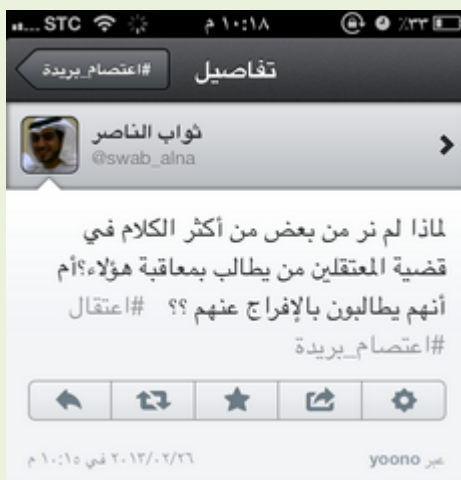 STC ١٠:١٨ م ٪٣٣
#اعتصام_بريدة تفاصيل
ثواب الناصر
@swab_alna
لماذا لم نر من بعض من أكثر الكلام في
قضية المعتقلين من يطالب بمعاقبة هؤلاء؟أم
أنهم يطالبون بالإفراج عنهم ؟؟ #اعتقال
#اعتصام_بريدة
٢٠١٣/٠٢/٢٦ في ١٠:١٥ م
عبر yoono